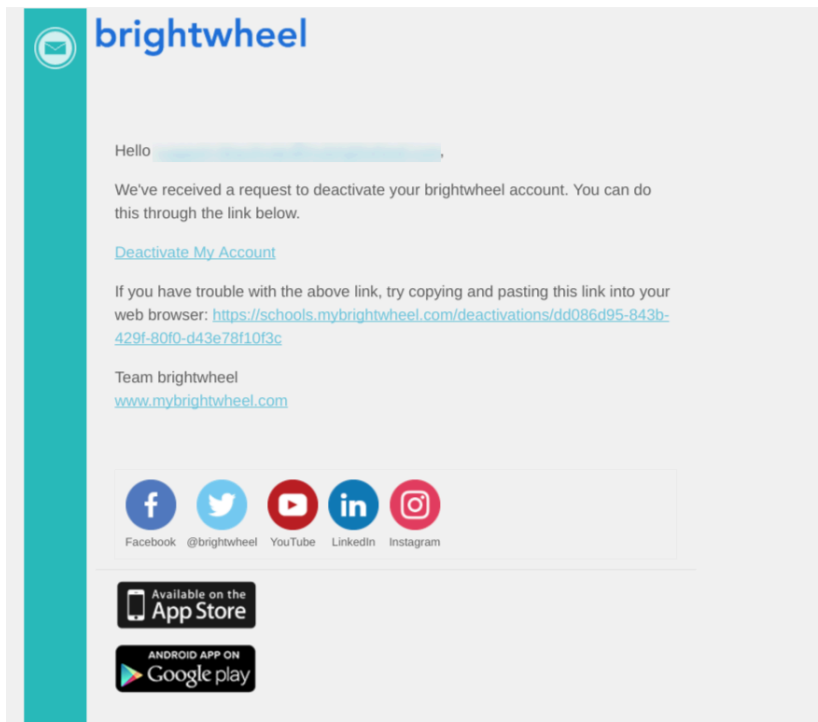 brightwheel
Hello ,
We've received a request to deactivate your brightwheel account. You can do
this through the link below.
Deactivate My Account
If you have trouble with the above link, try copying and pasting this link into your
web browser: https://schools.mybrightwheel.com/deactivations/dd086d95-843b-
429f-80f0-d43e78f10f3c
Team brightwheel
www.mybrightwheel.com
Facebook @brightwheel YouTube LinkedIn Instagram
Available on the
App Store
ANDROID APP ON
Google play